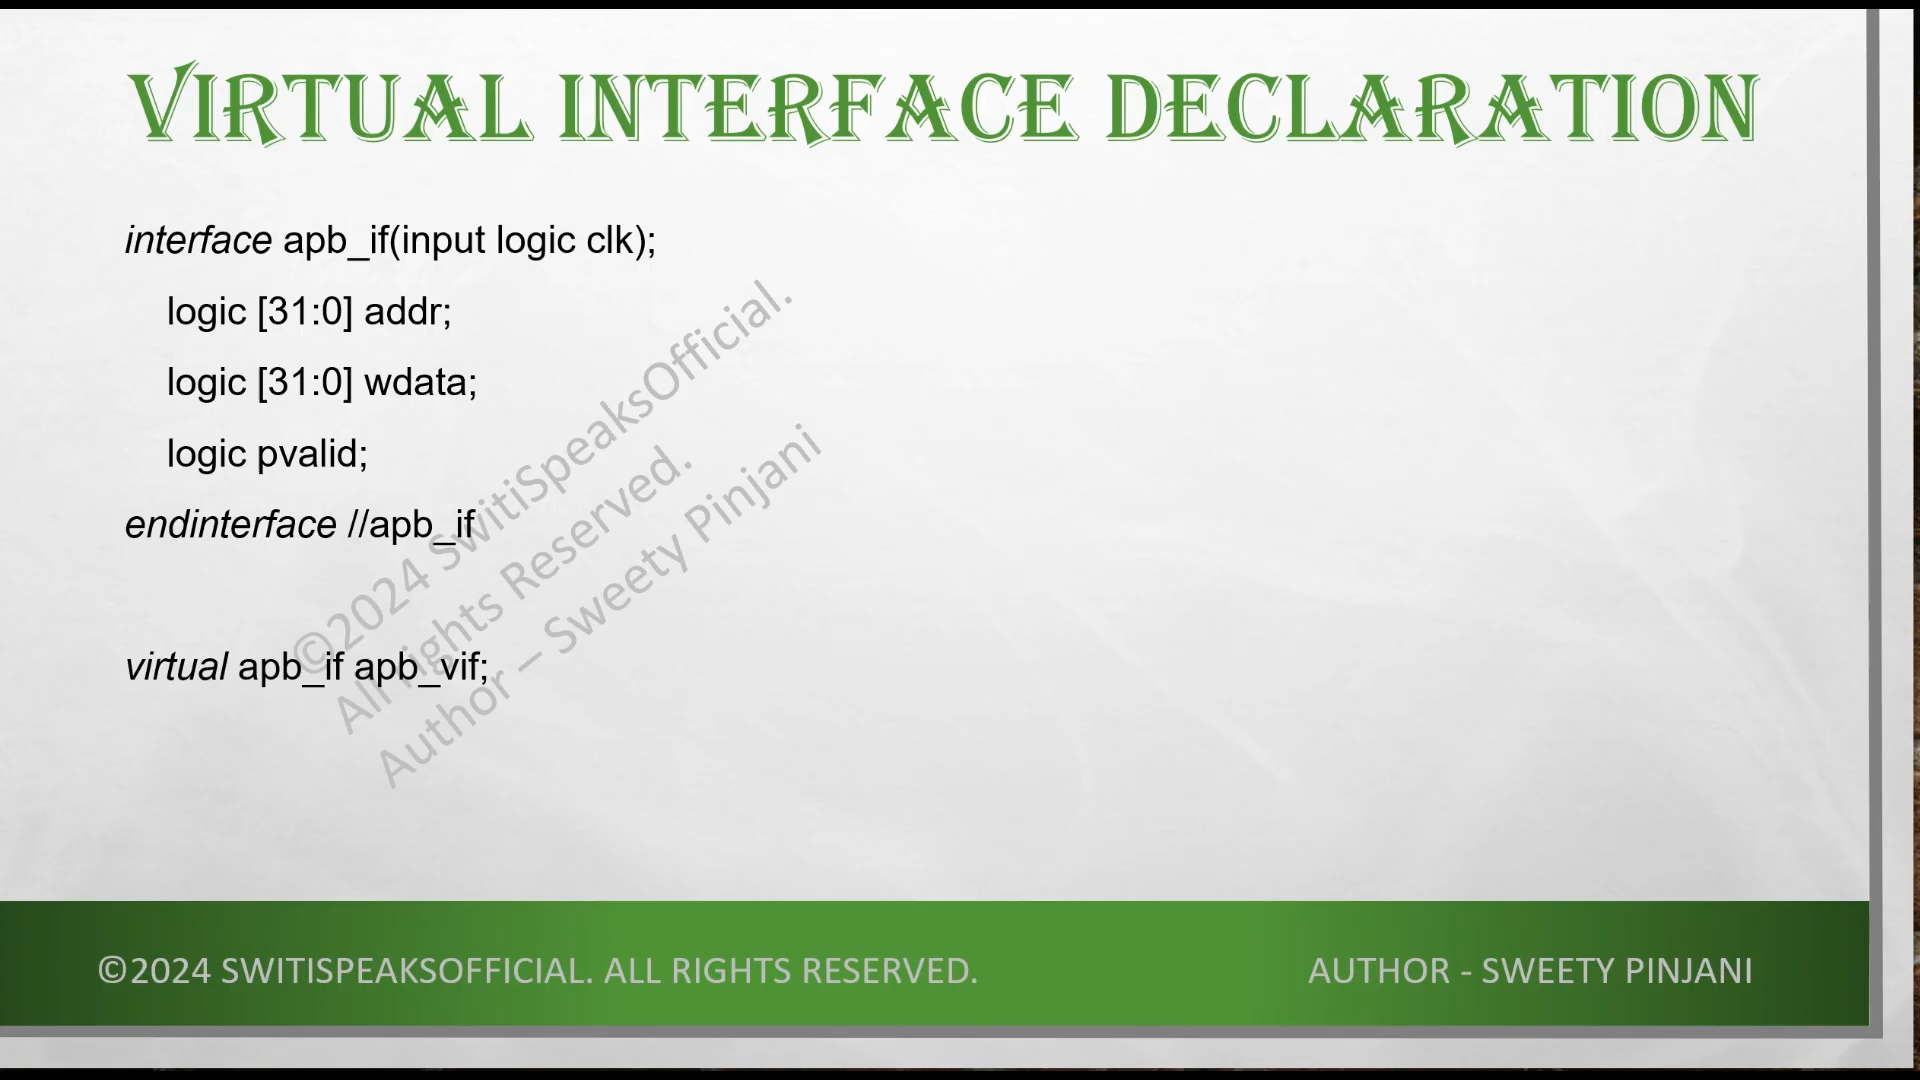 VIRTUAL INTERFACE DECLARATION
interface apb_if(input logic clk);
logic [31:0] addr;
logic [31:0] wdata;
logic pvalid;
endinterface //apb_if
virtual apb_if apb_vif;
©2024 SwitiSpeaksOfficial.
All rights Reserved.
Author – Sweety Pinjani
©2024 SWITISPEAKSOFFICIAL. ALL RIGHTS RESERVED.
AUTHOR - SWEETY PINJANI